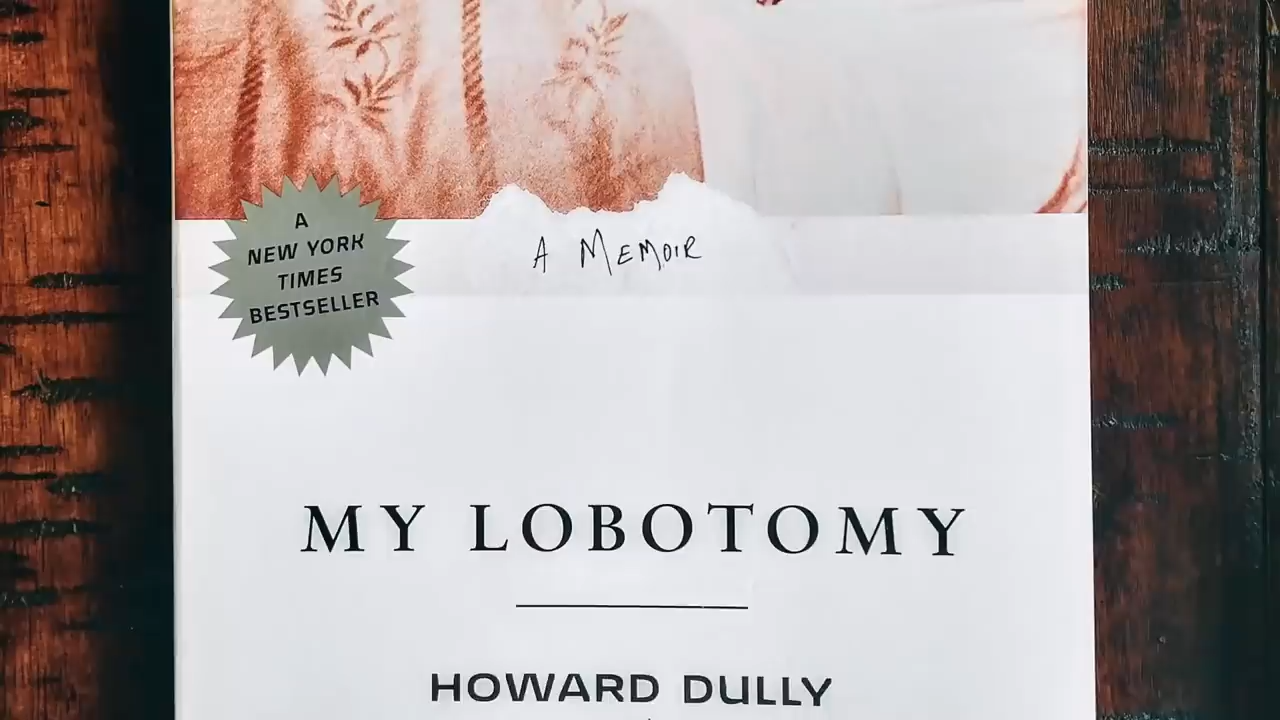 A
NEW YORK
TIMES
BESTSELLER
A MEMOIR
MY LOBOTOMY
HOWARD DULLY